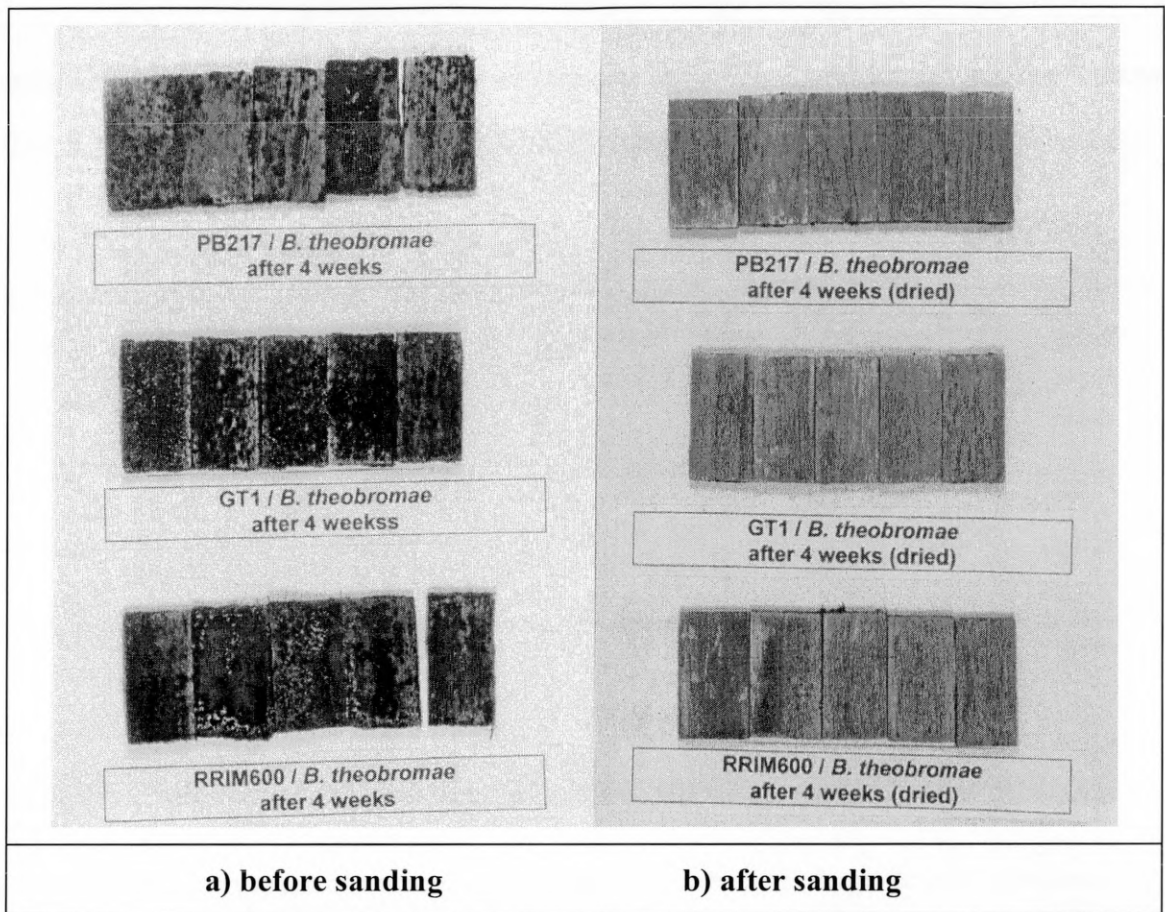 PB217 / B. theobromae
after 4 weeks
GT1 / B. theobromae
after 4 weekss
RRIM600 / B. theobromae
after 4 weeks
PB217 / B. theobromae
after 4 weeks (dried)
GT1 / B. theobromae
after 4 weeks (dried)
RRIM600 / B. theobromae
after 4 weeks (dried)
a) before sanding
b) after sanding